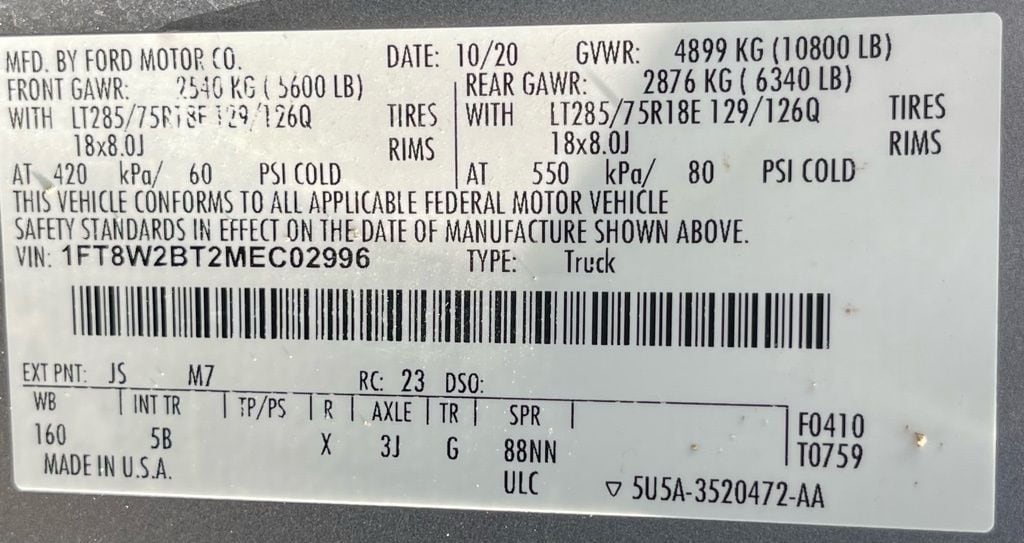 MFD. BY FORD MOTOR CO. DATE: 10/20 GVWR: 4899 KG (10800 LB)
FRONT GAWR: 2540 KG ( 5600 LB) REAR GAWR: 2876 KG ( 6340 LB)
WITH LT285/75R18E 129/126Q TIRES WITH LT285/75R18E 129/126Q TIRES
18x8.0J RIMS 18x8.0J RIMS
AT 420 kPa/ 60 PSI COLD AT 550 kPa/ 80 PSI COLD
THIS VEHICLE CONFORMS TO ALL APPLICABLE FEDERAL MOTOR VEHICLE
SAFETY STANDARDS IN EFFECT ON THE DATE OF MANUFACTURE SHOWN ABOVE.
VIN: 1FT8W2BT2MEC02996 TYPE: Truck
EXT PNT: JS M7 RC: 23 DSO:
WB INT TR TP/PS R AXLE TR SPR F0410
160 5B X 3J G 88NN T0759
MADE IN U.S.A. ULC ▽ 5U5A-3520472-AA